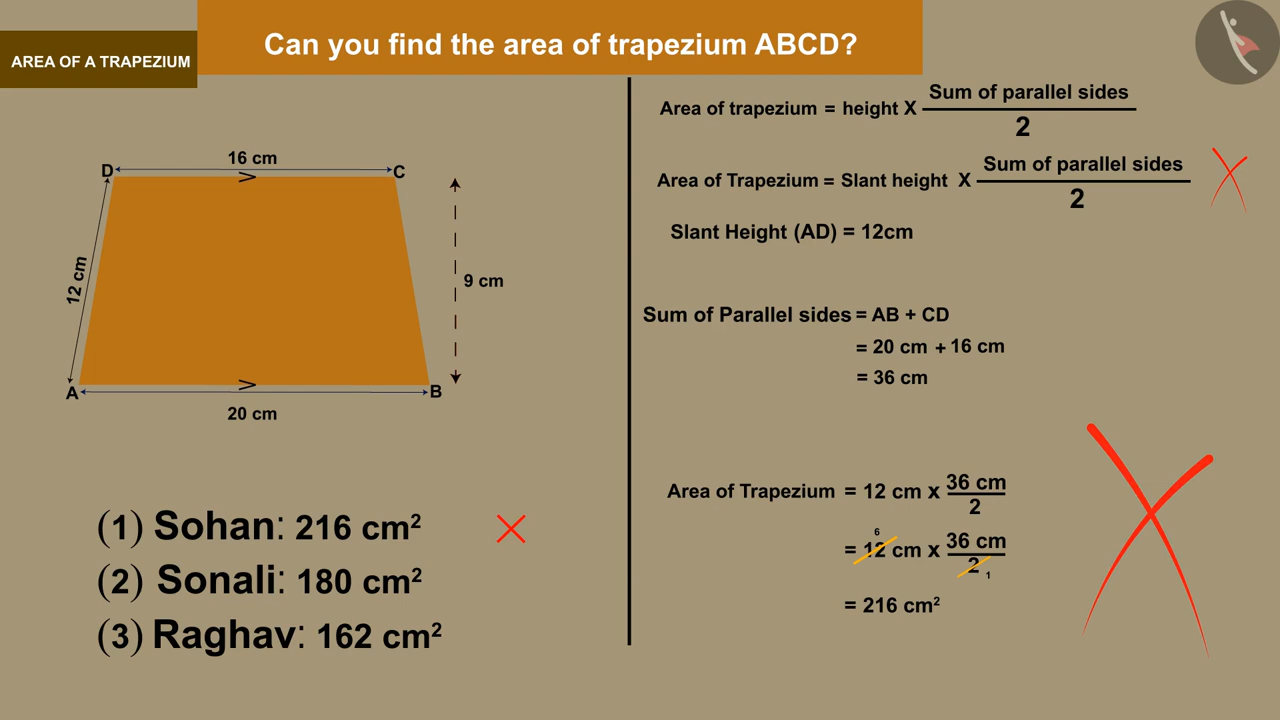 AREA OF A TRAPEZIUM
Can you find the area of trapezium ABCD?
16 cm
D
C
12 cm
9 cm
A
B
20 cm
(1) Sohan: 216 cm²
(2) Sonali: 180 cm²
(3) Raghav: 162 cm²
Area of trapezium = height X Sum of parallel sides
2
Area of Trapezium = Slant height X Sum of parallel sides
2
Slant Height (AD) = 12cm
Sum of Parallel sides = AB + CD
= 20 cm + 16 cm
= 36 cm
Area of Trapezium = 12 cm x 36 cm
2
6
= 12 cm x 36 cm
2 1
= 216 cm²